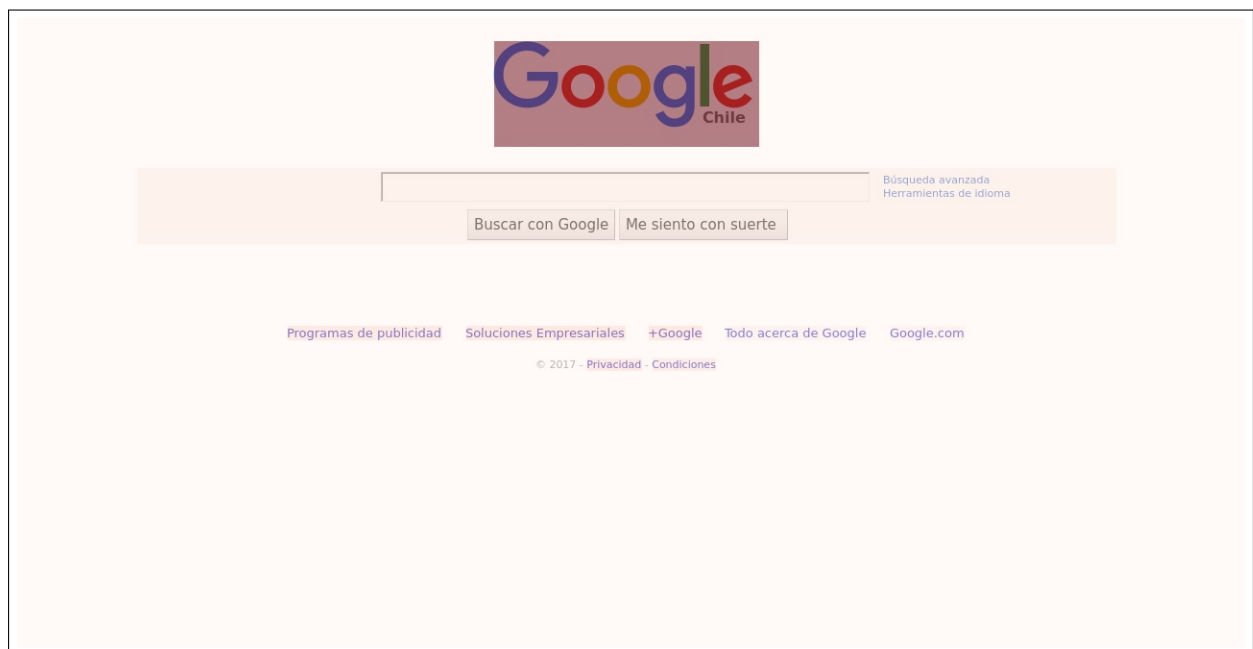 Google
Chile
Búsqueda avanzada
Herramientas de idioma
Buscar con Google Me siento con suerte
Programas de publicidad Soluciones Empresariales +Google Todo acerca de Google Google.com
© 2017 - Privacidad - Condiciones